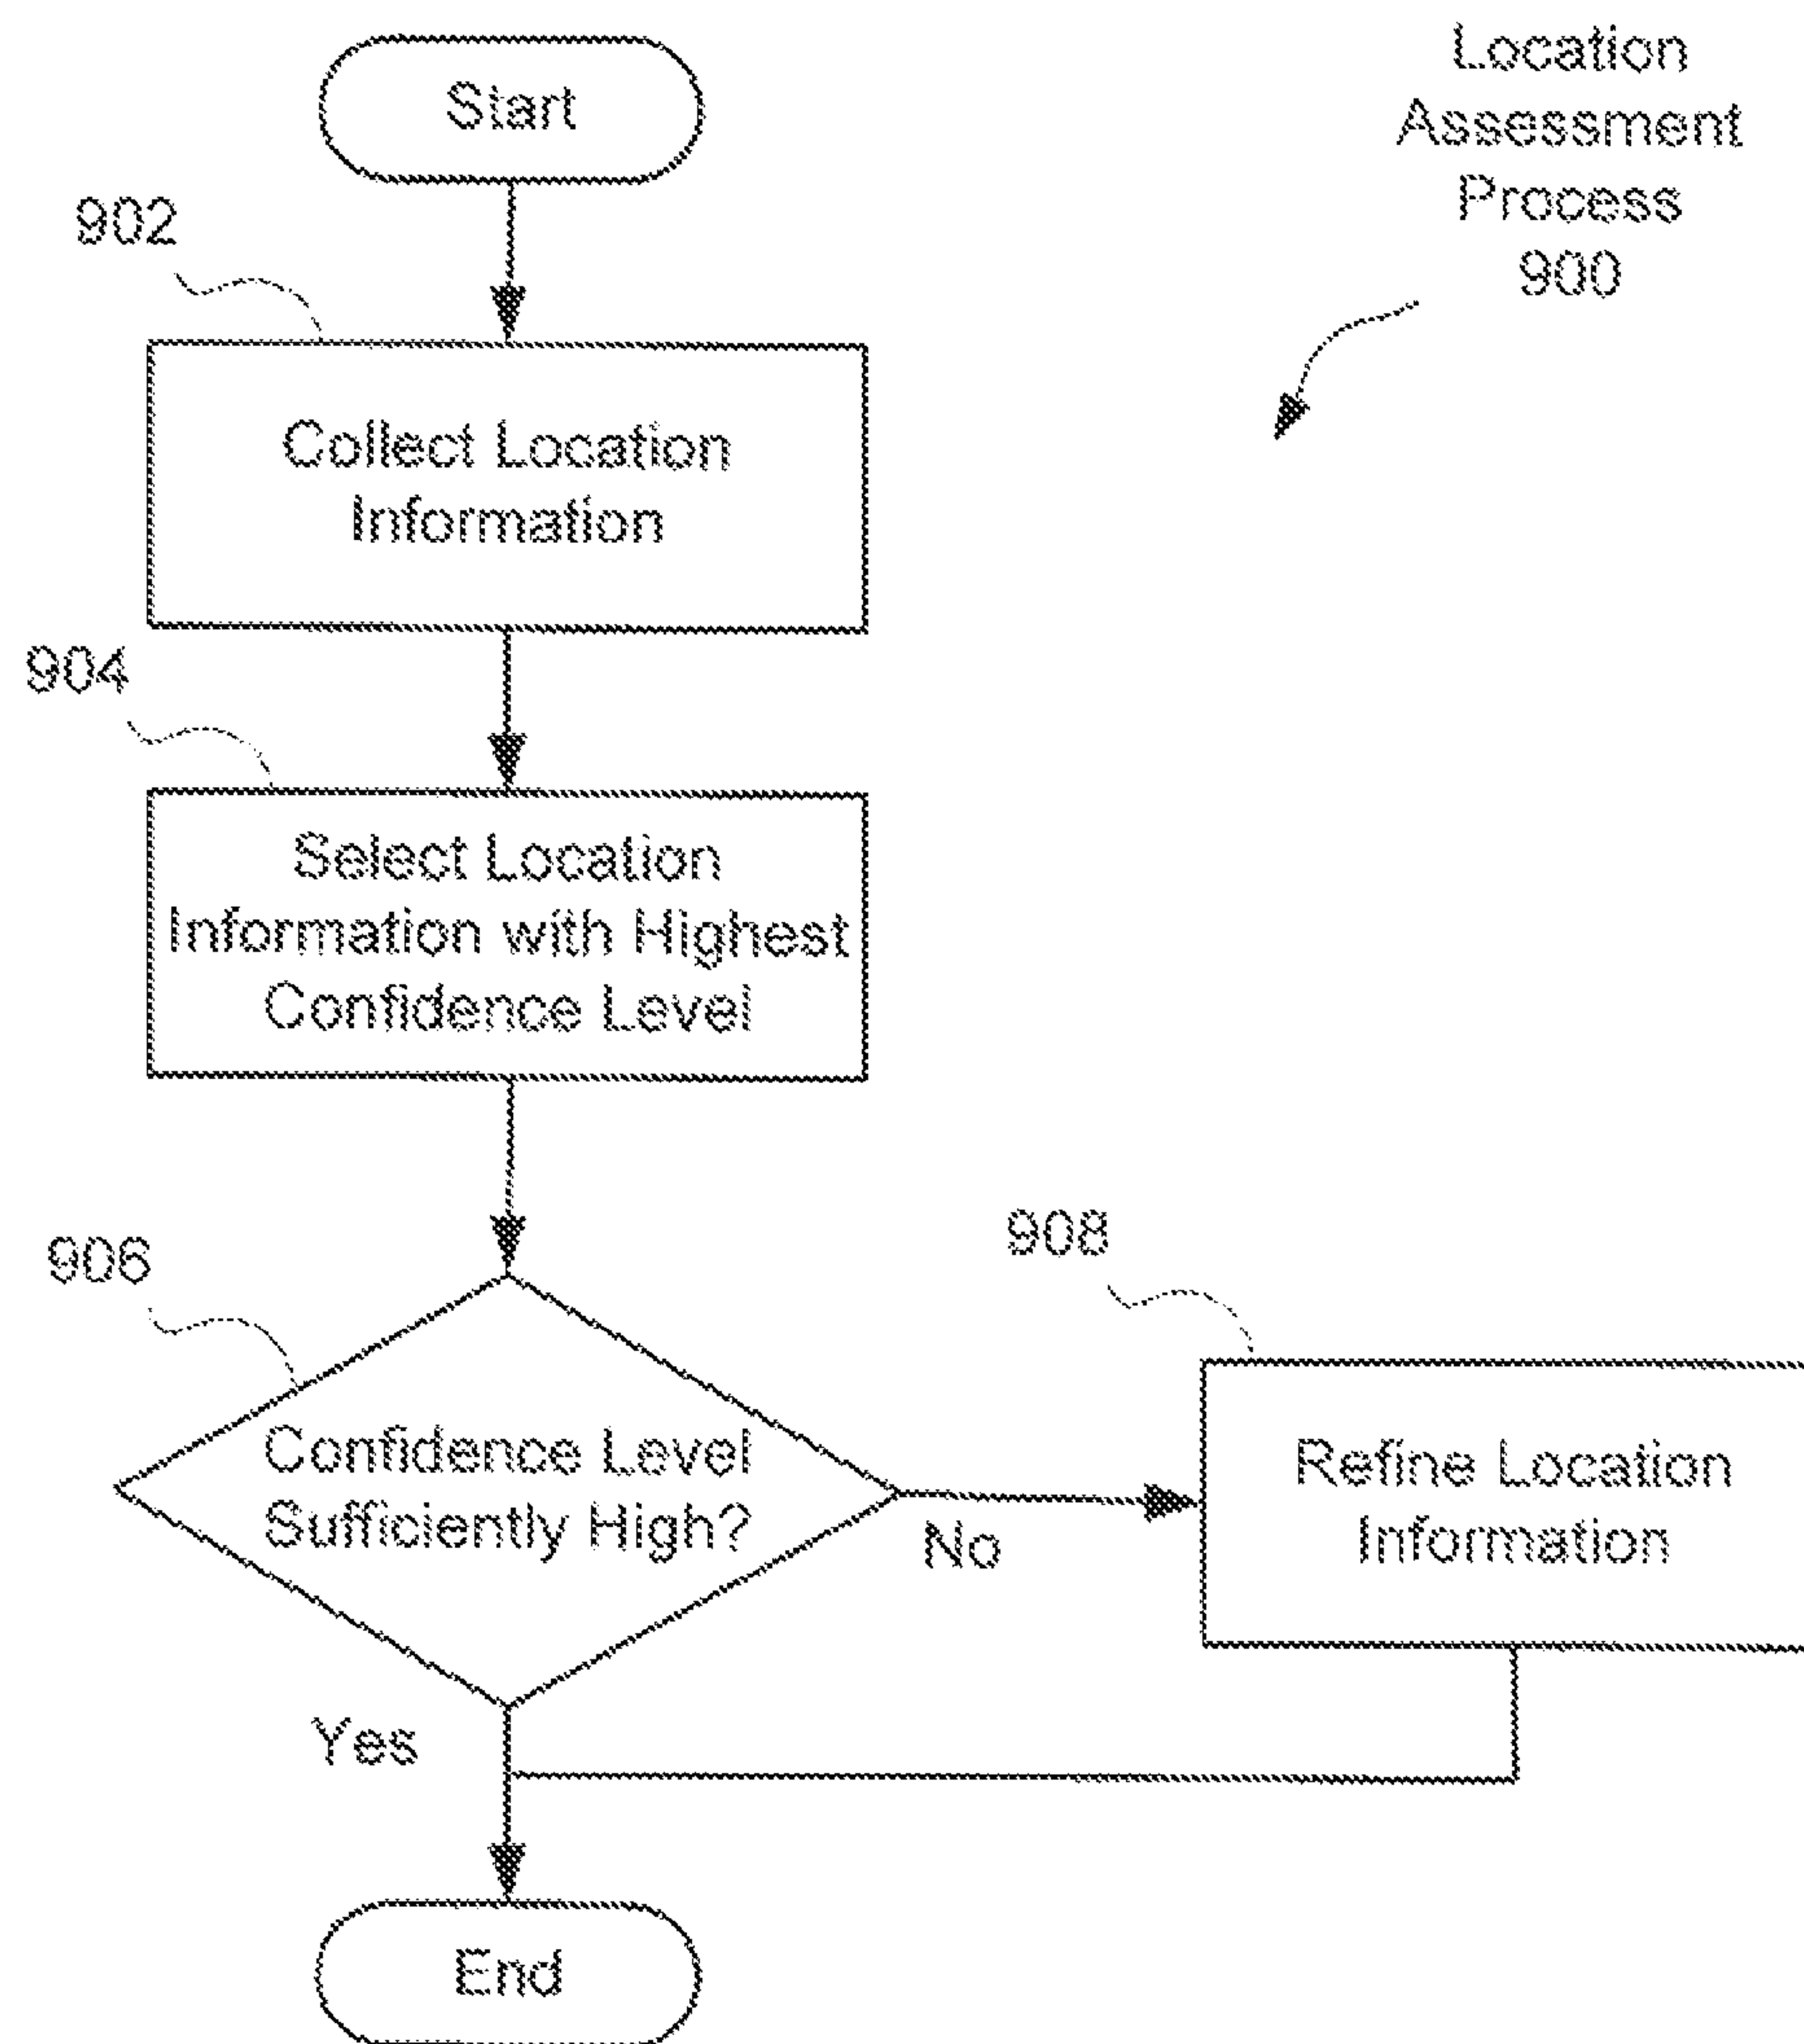 Start
Location
Assessment
Process
900
902
Collect Location
Information
904
Select Location
Information with Highest
Confidence Level
906
Confidence Level
Sufficiently High?
No
908
Refine Location
Information
Yes
End